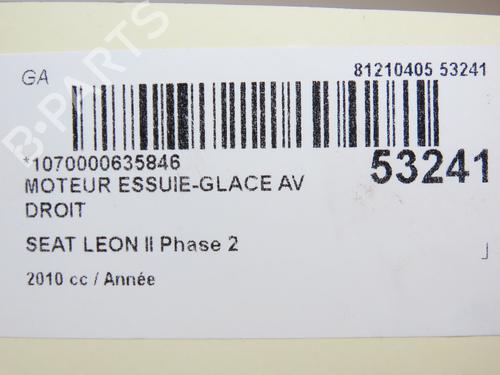 GA
81210405 53241
*1070000635846
53241
MOTEUR ESSUIE-GLACE AV
DROIT
SEAT LEON II Phase 2
2010 cc / Année
B-PARTS